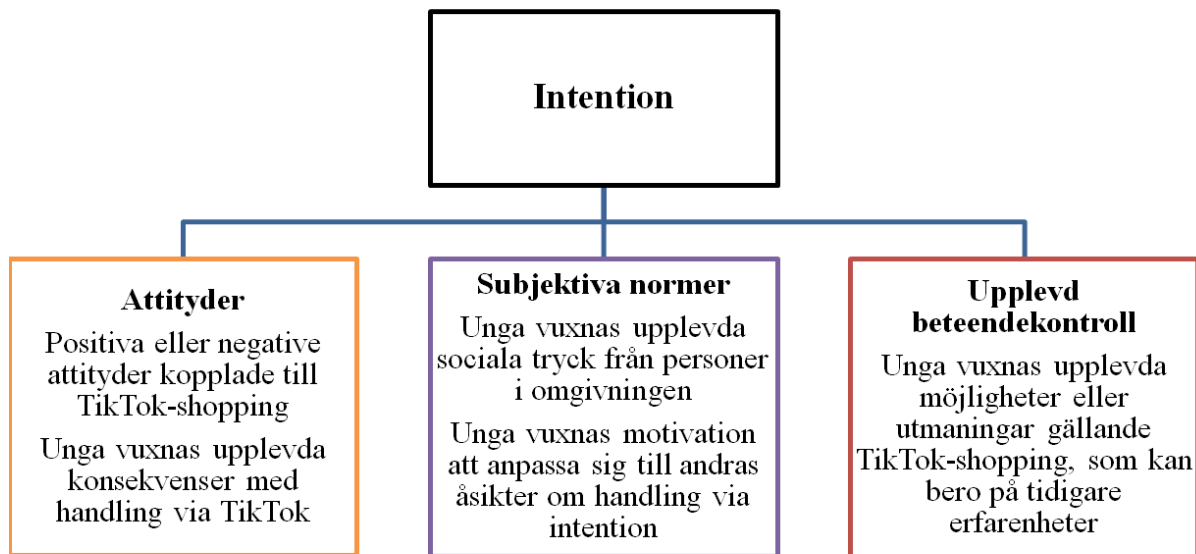 Intention
Attityder
Positiva eller negative
attityder kopplade till
TikTok-shopping
Unga vuxnas upplevda
konsekvenser med
handling via TikTok
Subjektiva normer
Unga vuxnas upplevda
sociala tryck från personer
i omgivningen
Unga vuxnas motivation
att anpassa sig till andras
åsikter om handling via
intention
Upplevd
beteendekontroll
Unga vuxnas upplevda
möjligheter eller
utmaningar gällande
TikTok-shopping, som kan
bero på tidigare
erfarenheter